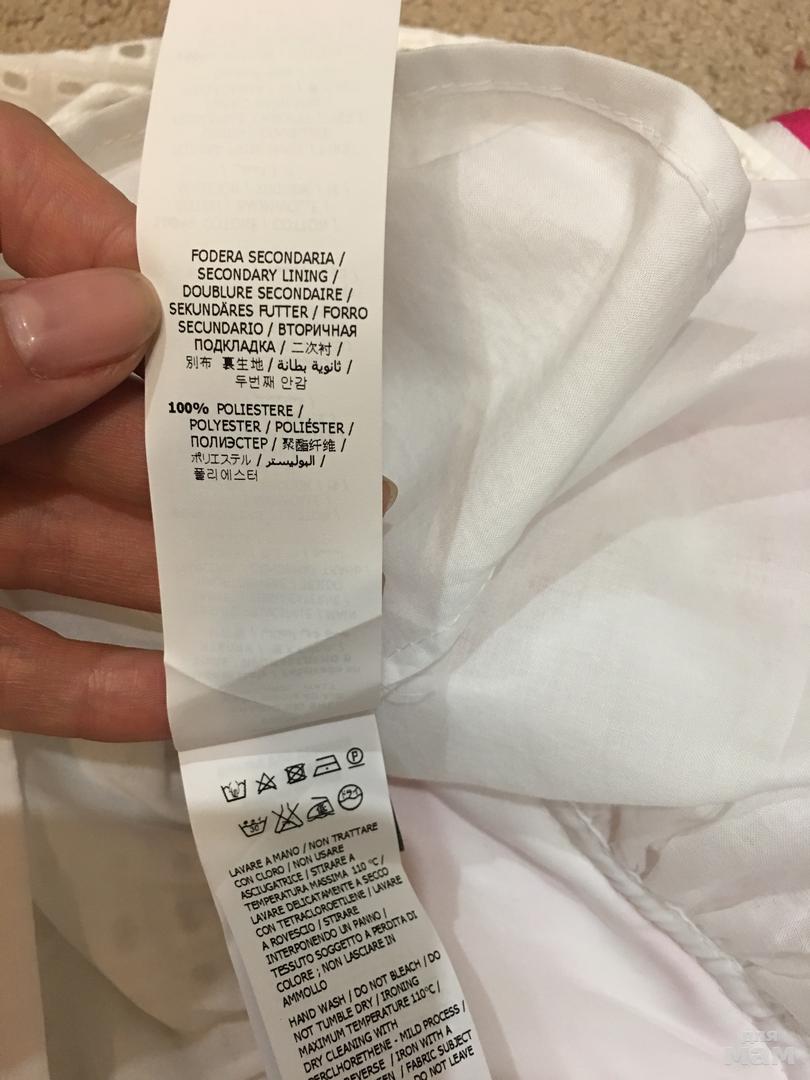 FODERA SECONDARIA /
SECONDARY LINING /
DOUBLURE SECONDAIRE /
SEKUNDÄRES FUTTER / FORRO
SECUNDARIO / ВТОРИЧНАЯ
ПОДКЛАДКА / 二次衬 /
別布 裏生地 / ثانوية بطانة /
두번째 안감
100% POLIESTERE /
POLYESTER / POLIÉSTER /
ПОЛИЭСТЕР / 聚酯纤维 /
ポリエステル / البوليستر /
폴리에스터
P
30
LAVARE A MANO / NON TRATTARE
CON CLORO / NON USARE
ASCIUGATRICE / STIRARE A
TEMPERATURA MASSIMA 110 °C /
LAVARE DELICATAMENTE A SECCO
CON TETRACLOROETILENE / LAVARE
A ROVESCIO / STIRARE
INTERPONENDO UN PANNO /
TESSUTO SOGGETTO A PERDITA DI
COLORE ; NON LASCIARE IN
AMMOLLO
HAND WASH / DO NOT BLEACH / DO
NOT TUMBLE DRY / IRONING
MAXIMUM TEMPERATURE 110°C /
DRY CLEANING WITH
PERCLHORETHENE - MILD PROCESS /
REVERSE / IRON WITH A
FABRIC SUBJECT
DO NOT LEAVE
для
мам